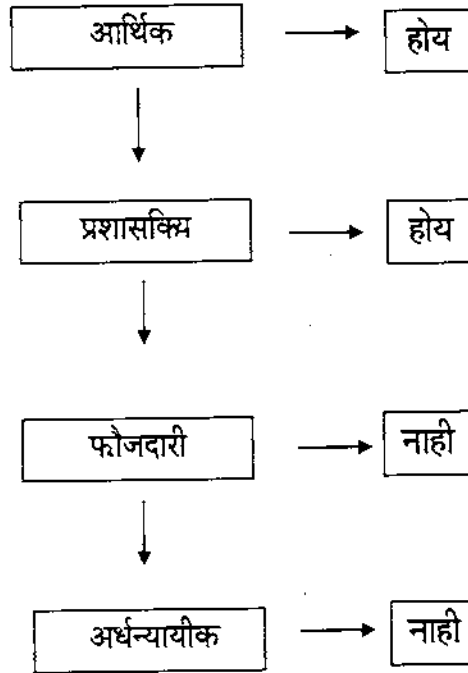 आर्थिक होय
प्रशासक्यि होय
फौजदारी नाही
अर्धन्यायीक नाही